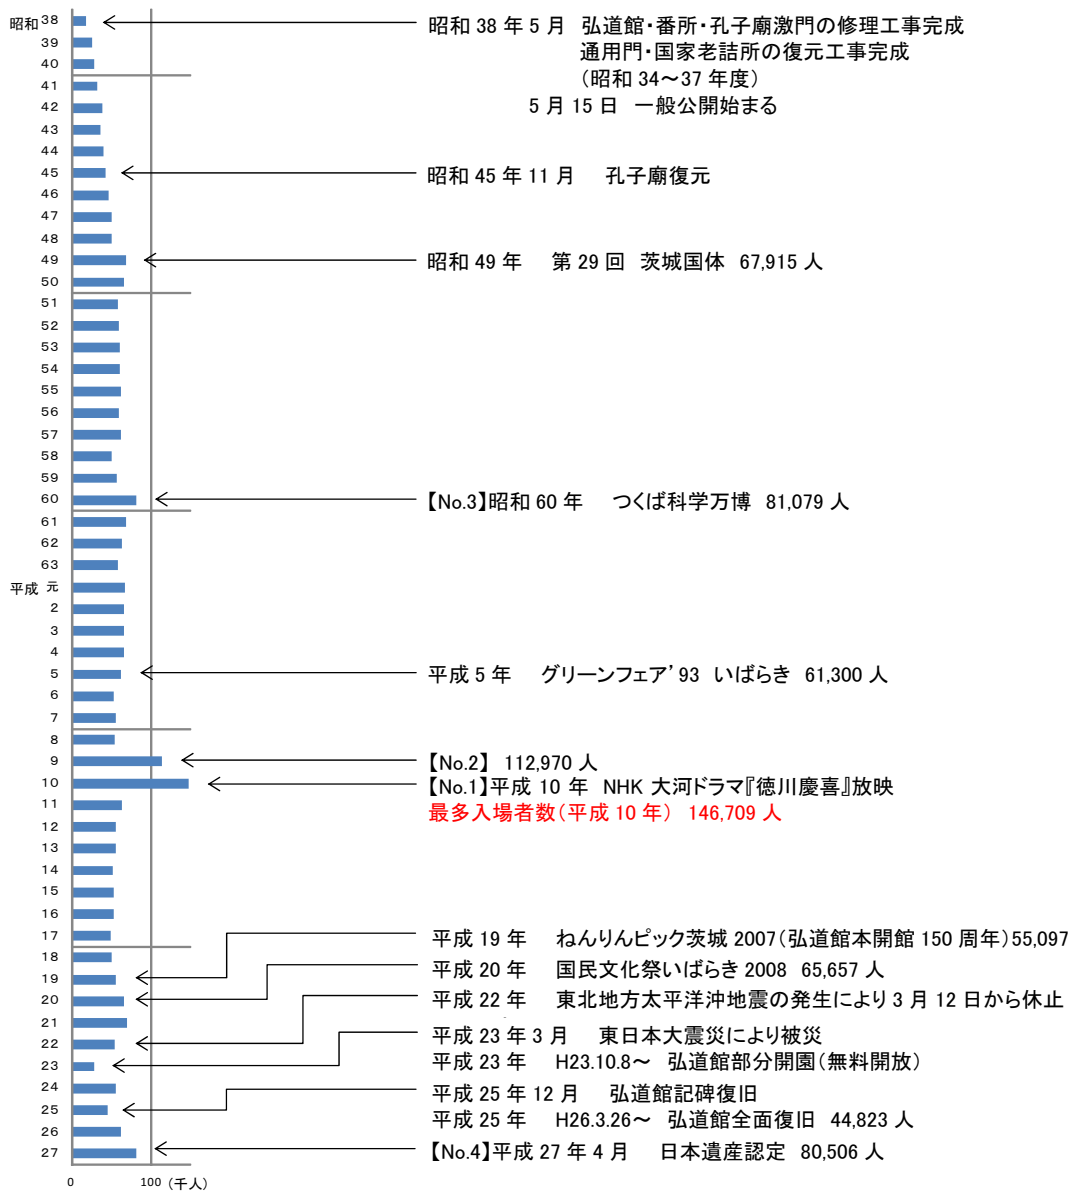 昭和 38
39
40
41
42
43
44
45
46
47
48
49
50
51
52
53
54
55
56
57
58
59
60
61
62
63
平成 元
2
3
4
5
6
7
8
9
10
11
12
13
14
15
16
17
18
19
20
21
22
23
24
25
26
27
0 100 (千人)
昭和 38 年 5 月 弘道館・番所・孔子廟激門の修理工事完成
通用門・国家老詰所の復元工事完成
(昭和 34~37 年度)
5 月 15 日 一般公開始まる
昭和 45 年 11 月 孔子廟復元
昭和 49 年 第 29 回 茨城国体 67,915 人
【No.3】昭和 60 年 つくば科学万博 81,079 人
平成 5 年 グリーンフェア’93 いばらき 61,300 人
【No.2】 112,970 人
【No.1】平成 10 年 NHK 大河ドラマ『徳川慶喜』放映
最多入場者数(平成 10 年) 146,709 人
平成 19 年 ねんりんピック茨城 2007(弘道館本開館 150 周年)55,097
平成 20 年 国民文化祭いばらき 2008 65,657 人
平成 22 年 東北地方太平洋沖地震の発生により 3 月 12 日から休止
平成 23 年 3 月 東日本大震災により被災
平成 23 年 H23.10.8~ 弘道館部分開園(無料開放)
平成 25 年 12 月 弘道館記碑復旧
平成 25 年 H26.3.26~ 弘道館全面復旧 44,823 人
【No.4】平成 27 年 4 月 日本遺産認定 80,506 人